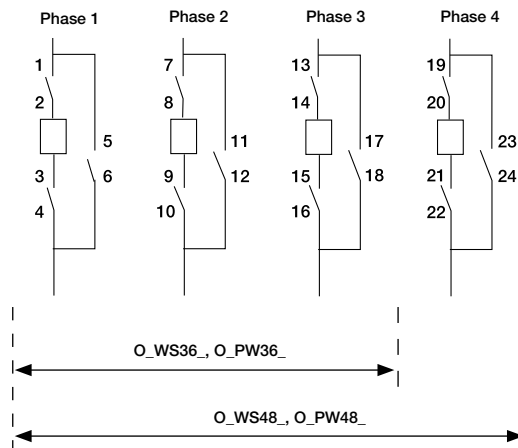 Phase 1 Phase 2 Phase 3 Phase 4
1 7 13 19
2 8 14 20
5 11 17 23
3 6 9 12 15 18 21 24
4 10 16 22
O_WS36_, O_PW36_
O_WS48_, O_PW48_